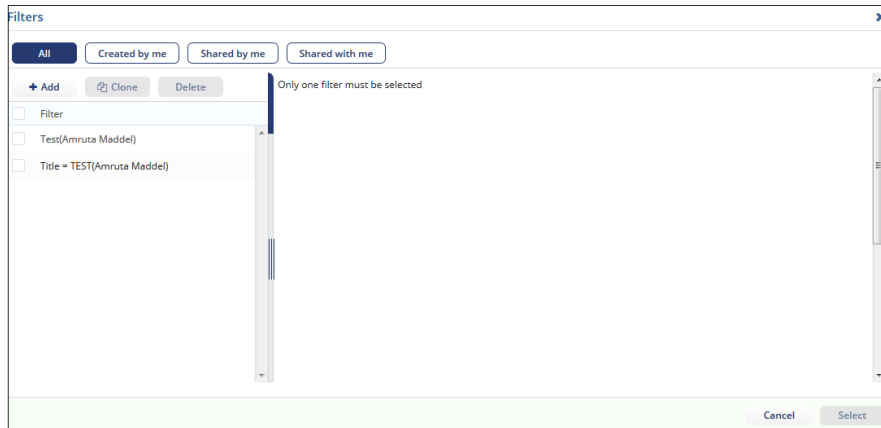 Filters
All Created by me Shared by me Shared with me
+ Add Clone Delete
Only one filter must be selected
Filter
Test(Amruta Maddel)
Title = TEST(Amruta Maddel)
Cancel Select